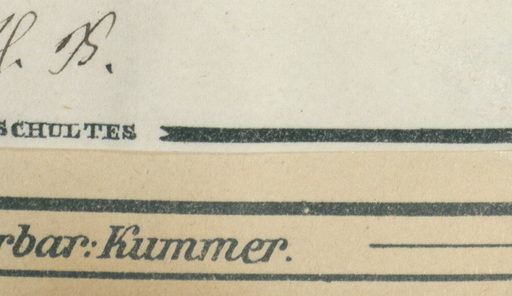 H. B.
SCHULTES
rbar: Kummer.